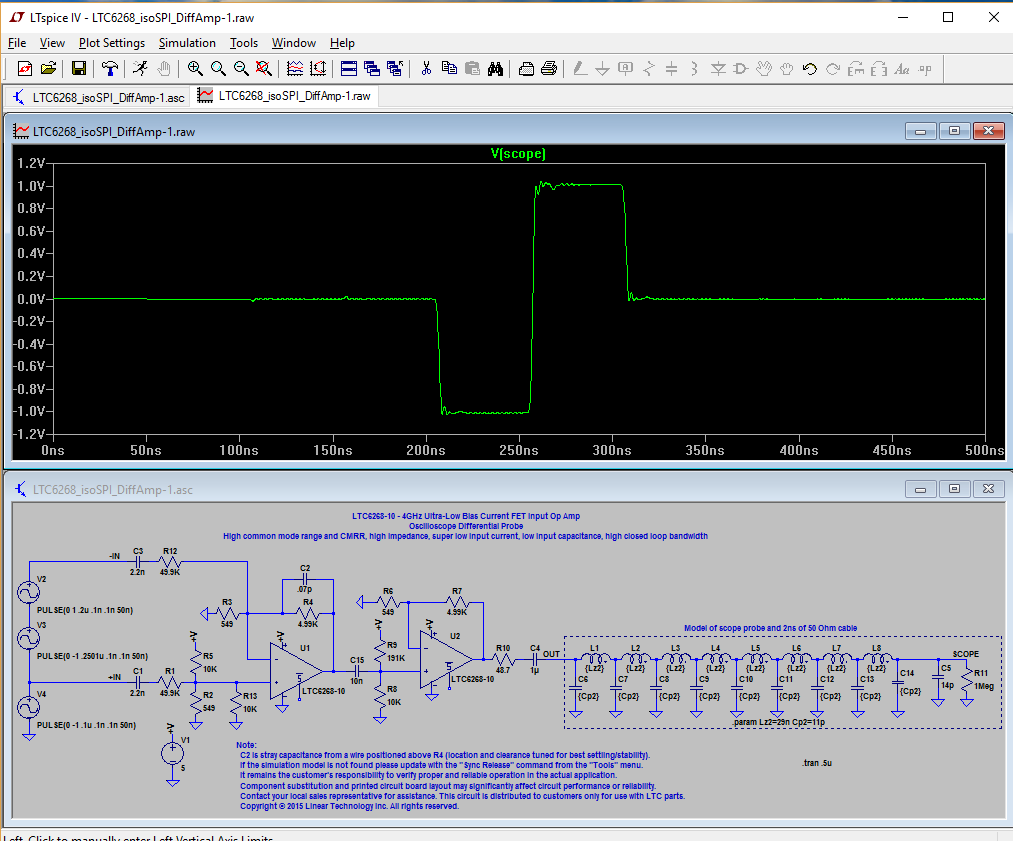 LTspice IV - LTC6268_isoSPI_DiffAmp-1.raw
File View Plot Settings Simulation Tools Window Help
LTC6268_isoSPI_DiffAmp-1.asc LTC6268_isoSPI_DiffAmp-1.raw
LTC6268_isoSPI_DiffAmp-1.raw
V(scope)
1.2V
1.0V
0.8V
0.6V
0.4V
0.2V
0.0V
-0.2V
-0.4V
-0.6V
-0.8V
-1.0V
-1.2V
0ns 50ns 100ns 150ns 200ns 250ns 300ns 350ns 400ns 450ns 500ns
LTC6268_isoSPI_DiffAmp-1.asc
LTC6268-10 - 4GHz Ultra-Low Bias Current FET Input Op Amp
Oscilloscope Differential Probe
High common mode range and CMRR, high impedance, super low input current, low input capacitance, high closed loop bandwidth
-IN
C3
2.2n
R12
49.9K
V2
PULSE(0 1 .2u .1n .1n 50n)
V3
PULSE(0 -1 .2501u .1n .1n 50n)
+IN
C1
2.2n
R1
49.9K
V4
PULSE(0 -1 .1u .1n .1n 50n)
R3
549
+V
R5
10K
R2
549
R13
10K
+V
V1
5
C2
.07p
R4
4.99K
+V
U1
LTC6268-10
C15
10n
R6
549
+V
R9
191K
R8
10K
R7
4.99K
+V
U2
LTC6268-10
R10
48.7
C4
1µ
OUT
Model of scope probe and 2ns of 50 Ohm cable
L1 L2 L3 L4 L5 L6 L7 L8
{Lz2} {Lz2} {Lz2} {Lz2} {Lz2} {Lz2} {Lz2} {Lz2}
C6 C7 C8 C9 C10 C11 C12 C13 C14
{Cp2} {Cp2} {Cp2} {Cp2} {Cp2} {Cp2} {Cp2} {Cp2} {Cp2}
SCOPE
C5
14p
R11
1Meg
.param Lz2=29n Cp2=11p
.tran .5u
Note:
C2 is stray capacitance from a wire positioned above R4 (location and clearance tuned for best settling/stability).
If the simulation model is not found please update with the "Sync Release" command from the "Tools" menu.
It remains the customer's responsibility to verify proper and reliable operation in the actual application.
Component substitution and printed circuit board layout may significantly affect circuit performance or reliability.
Contact your local sales representative for assistance. This circuit is distributed to customers only for use with LTC parts.
Copyright © 2015 Linear Technology Inc. All rights reserved.
Left-Click to manually enter Left Vertical Axis Limits